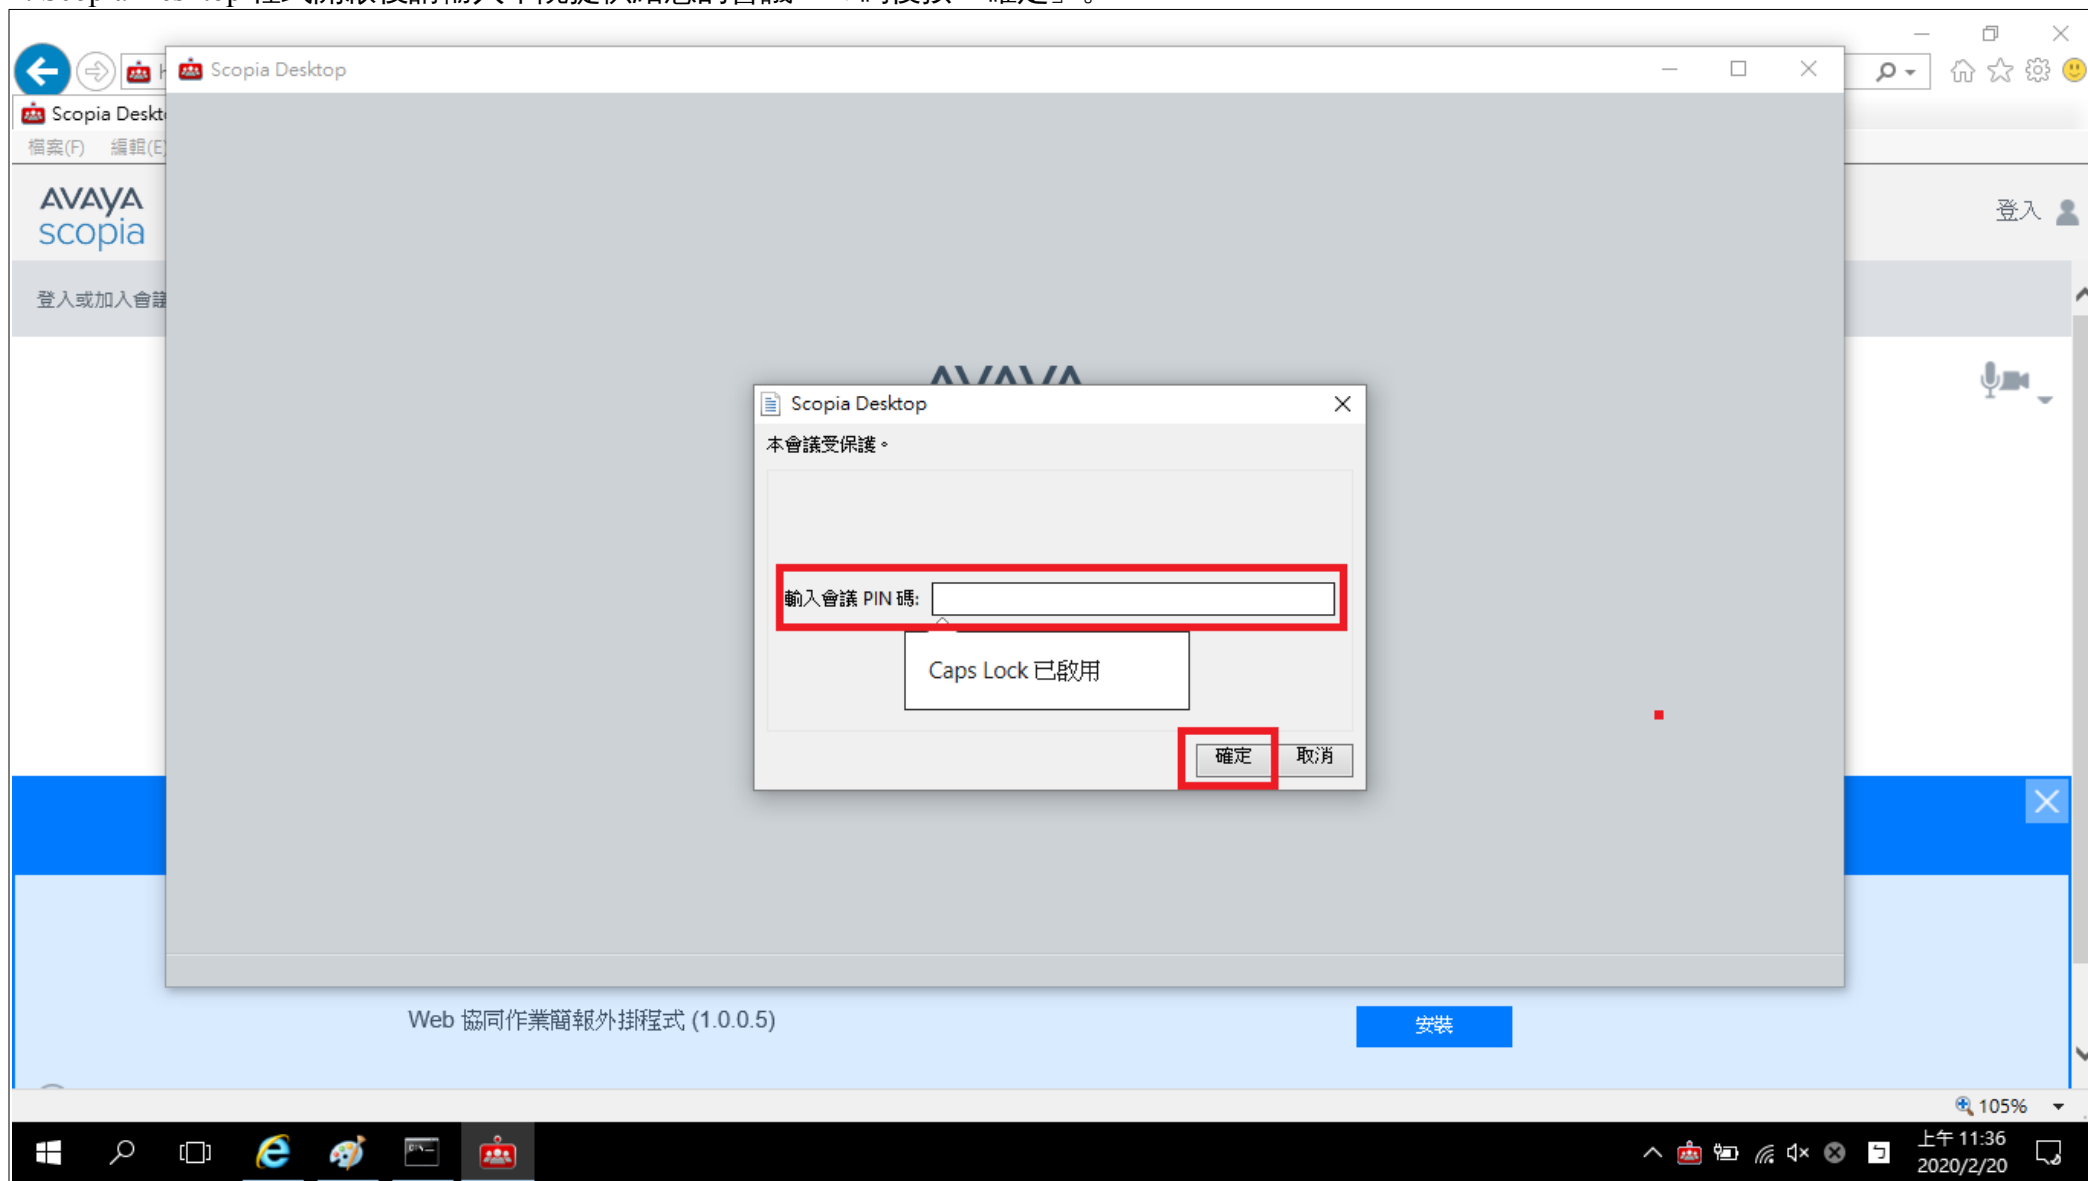 Scopia Desktop
Scopia Deskt
檔案(F) 編輯(E)
AVAYA
scopia
登入
登入或加入會議
AVAYA
Scopia Desktop
本會議受保護。
輸入會議 PIN 碼:
Caps Lock 已啟用
確定 取消
Web 協同作業簡報外掛程式 (1.0.0.5)
安裝
105%
上午 11:36
2020/2/20